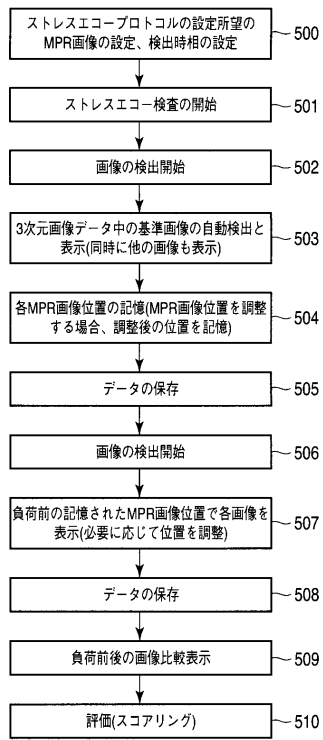 ストレスエコープロトコルの設定所望の
MPR画像の設定、検出時相の設定
500
ストレスエコー検査の開始
501
画像の検出開始
502
3次元画像データ中の基準画像の自動検出と
表示(同時に他の画像も表示)
503
各MPR画像位置の記憶(MPR画像位置を調整
する場合、調整後の位置を記憶)
504
データの保存
505
画像の検出開始
506
負荷前の記憶されたMPR画像位置で各画像を
表示(必要に応じて位置を調整)
507
データの保存
508
負荷前後の画像比較表示
509
評価(スコアリング)
510